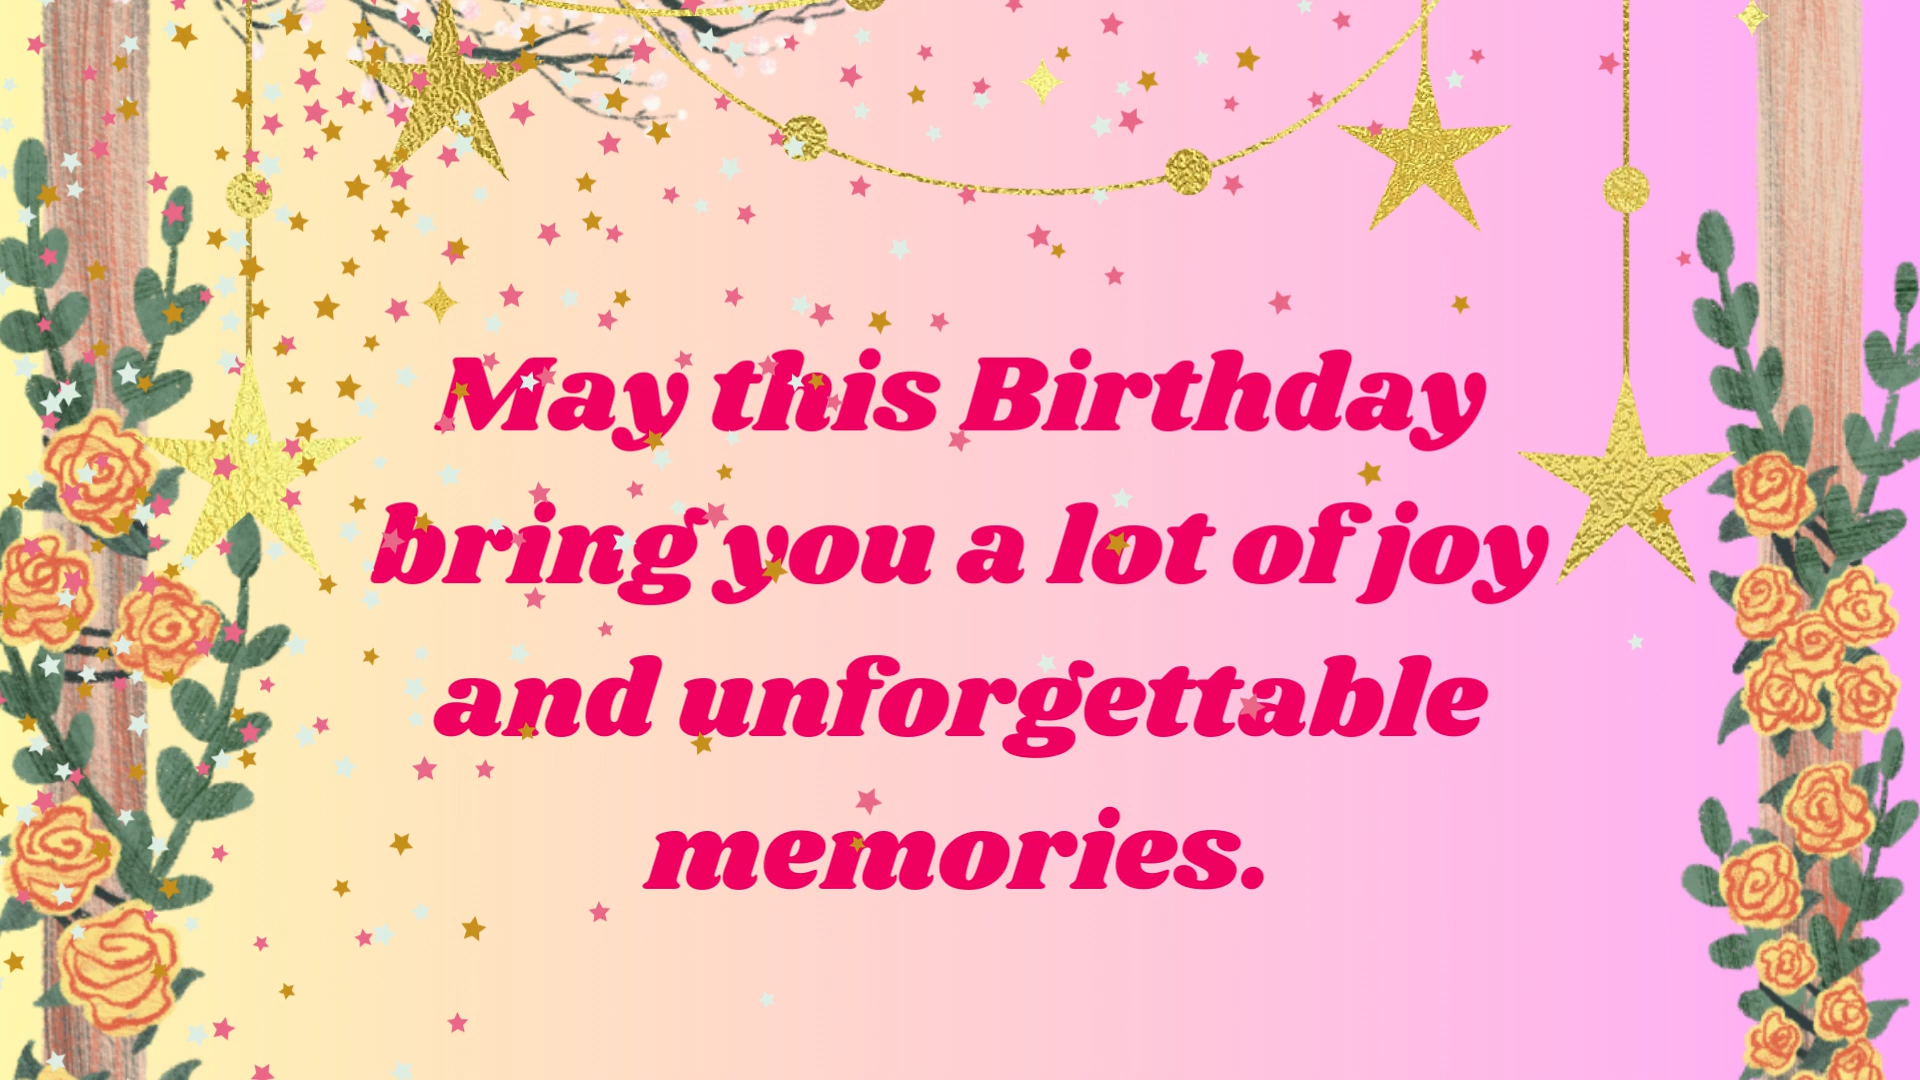 May this Birthday
bring you a lot of joy
and unforgettable
memories.